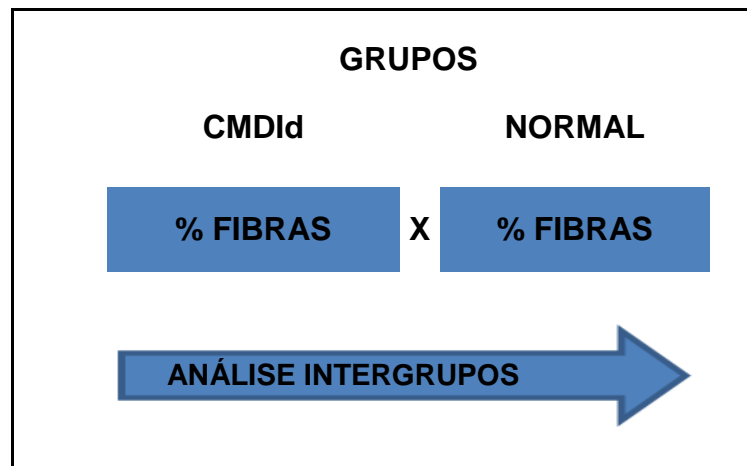 GRUPOS
CMDId NORMAL
% FIBRAS X % FIBRAS
ANÁLISE INTERGRUPOS